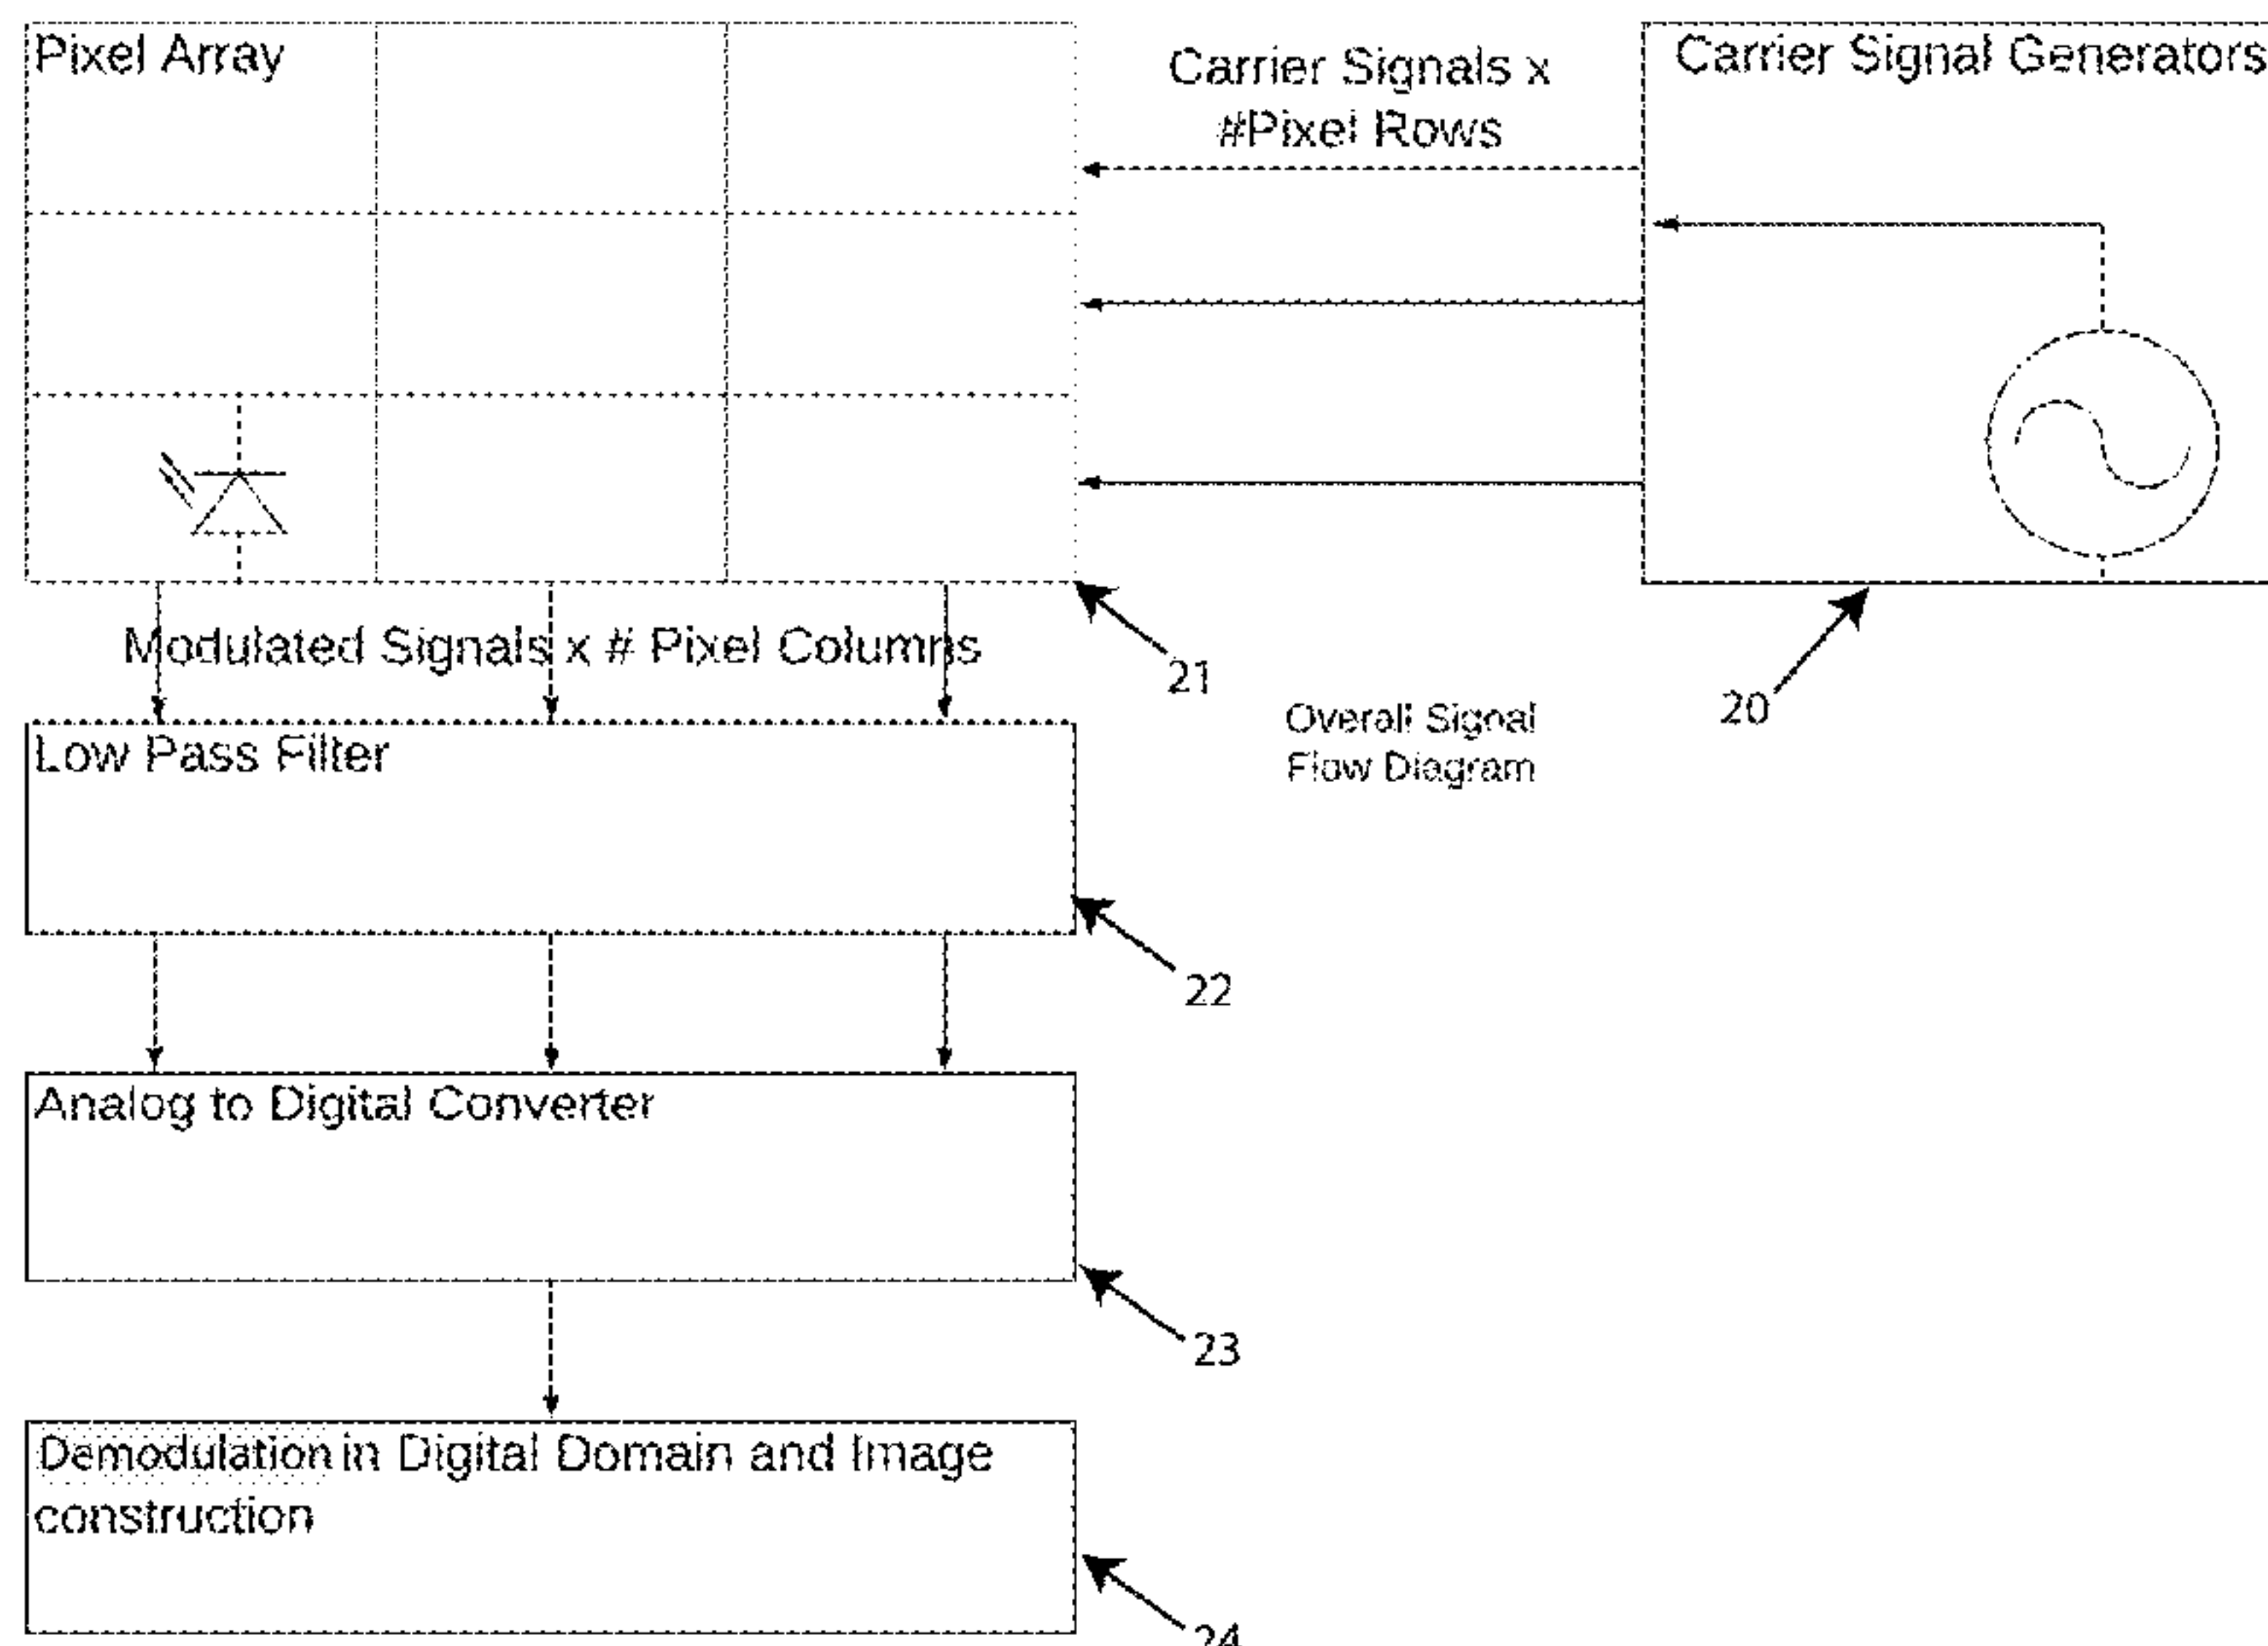 Pixel Array
Carrier Signals x
#Pixel Rows
Carrier Signal Generators
Modulated Signals x # Pixel Columns
21
20
Overall Signal
Flow Diagram
Low Pass Filter
22
Analog to Digital Converter
23
Demodulation in Digital Domain and Image
construction
24